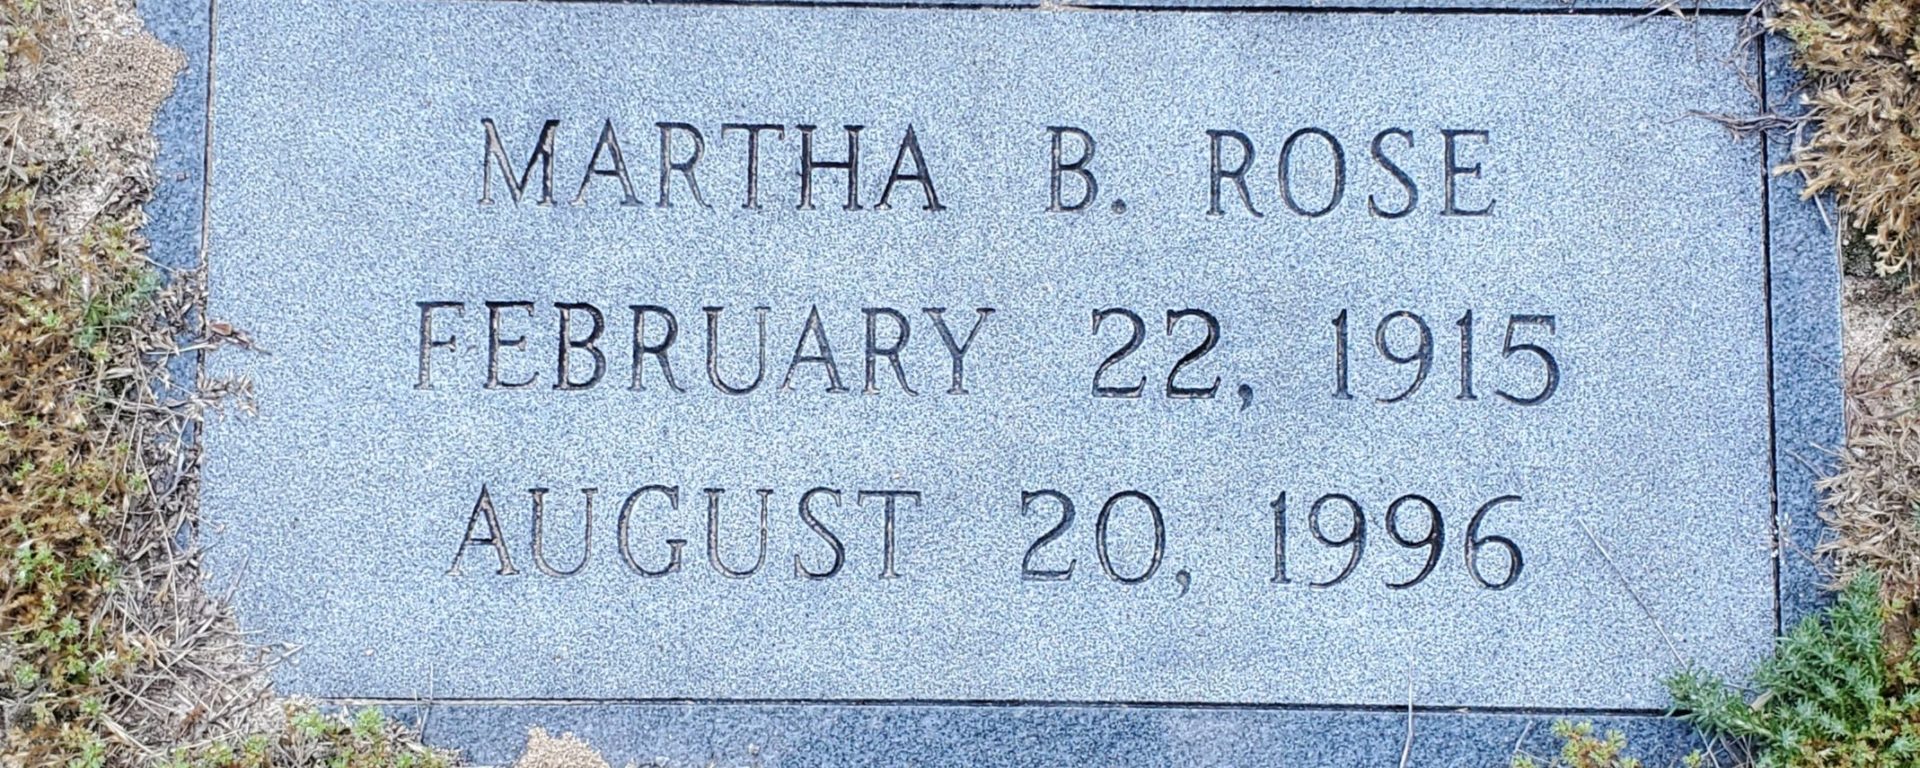 MARTHA B. ROSE
FEBRUARY 22, 1915
AUGUST 20, 1996